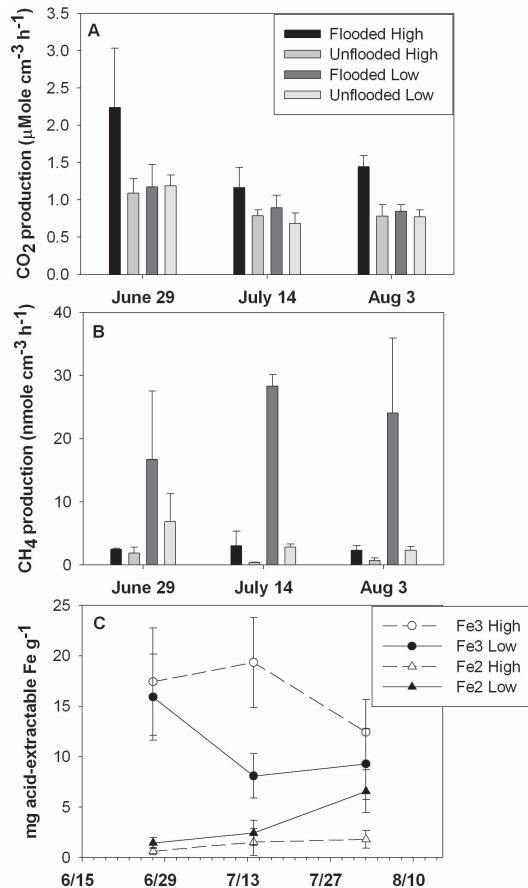 A
Flooded High
Unflooded High
Flooded Low
Unflooded Low
CO2 production (μMole cm-3 h-1)
3.5
3.0
2.5
2.0
1.5
1.0
0.5
0.0
June 29 July 14 Aug 3
B
CH4 production (nmole cm-3 h-1)
40
30
20
10
0
June 29 July 14 Aug 3
C
Fe3 High
Fe3 Low
Fe2 High
Fe2 Low
mg acid-extractable Fe g-1
25
20
15
10
5
0
6/15 6/29 7/13 7/27 8/10